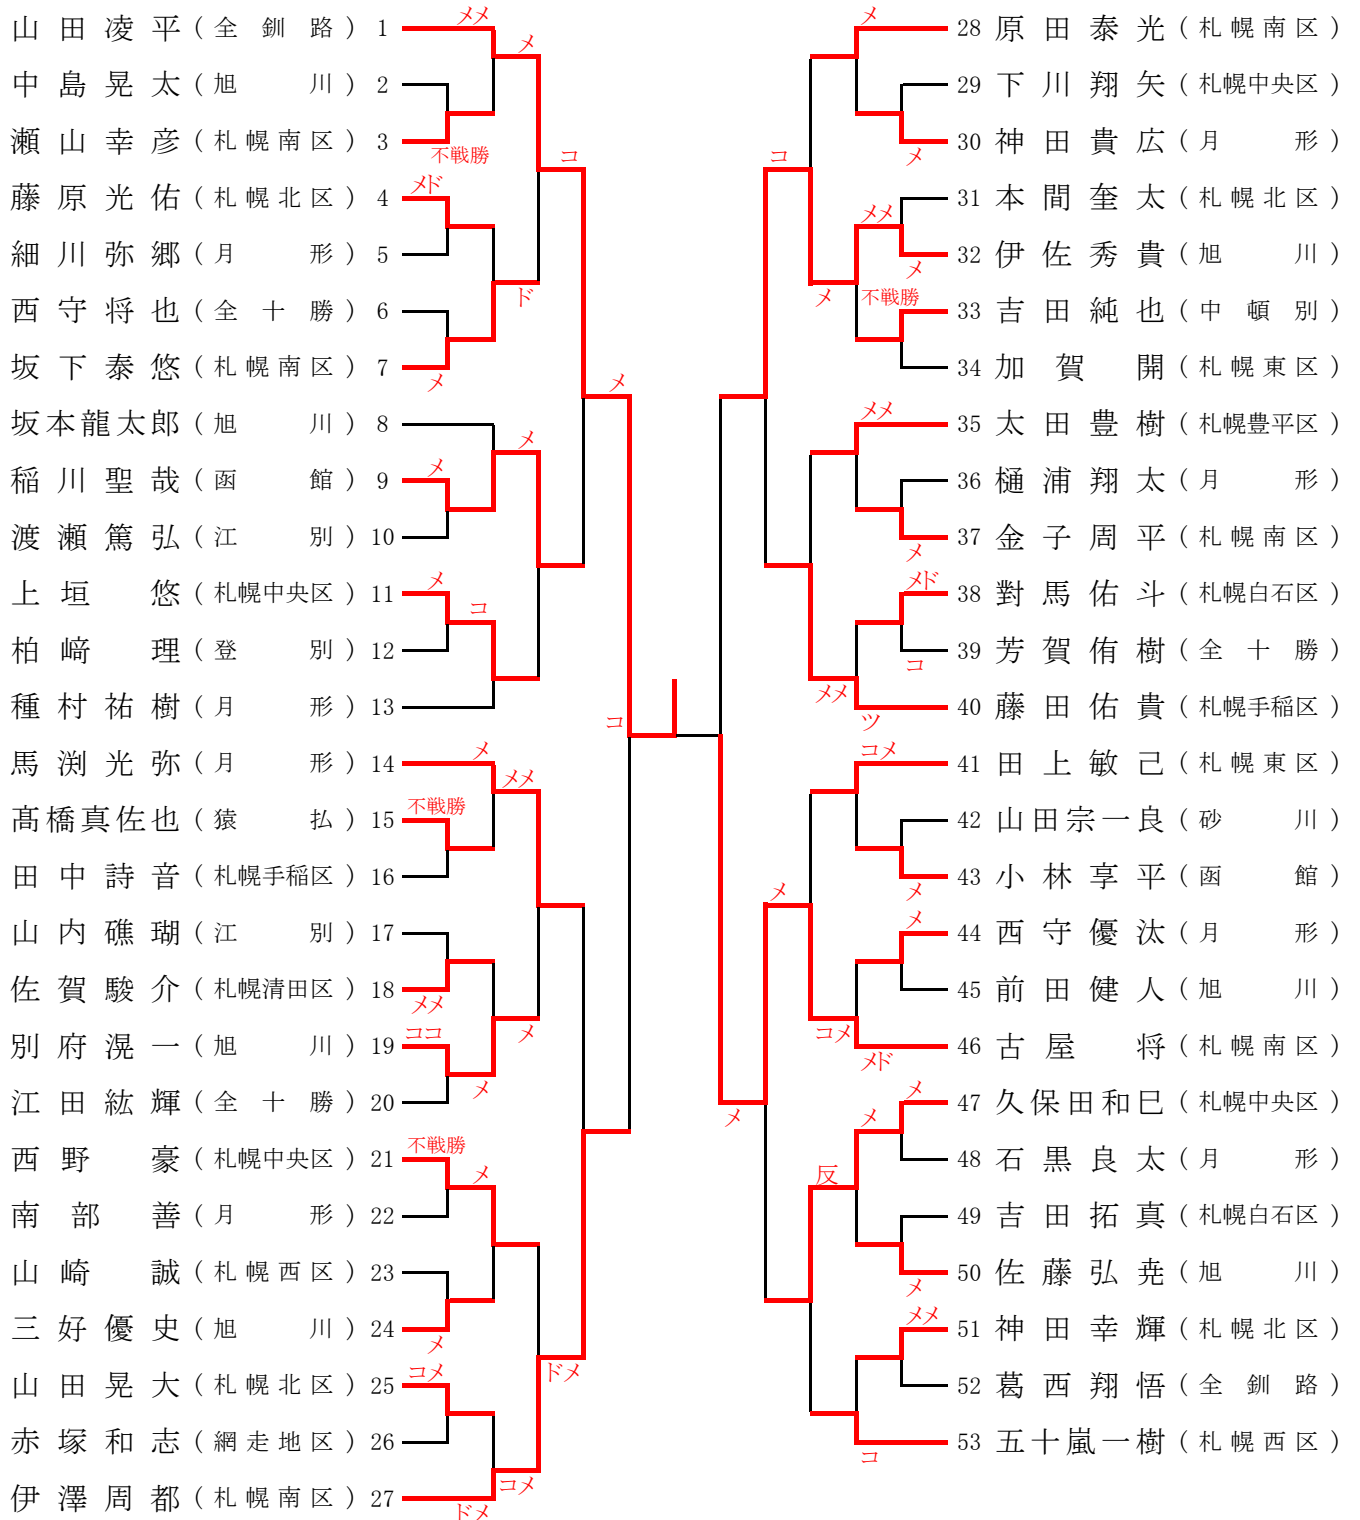 山田凌平(全釧路) 1
中島晃太(旭川) 2
瀬山幸彦(札幌南区) 3
藤原光佑(札幌北区) 4
細川弥郷(月形) 5
西守将也(全十勝) 6
坂下泰悠(札幌南区) 7
坂本龍太郎(旭川) 8
稲川聖哉(函館) 9
渡瀬篤弘(江別) 10
上垣悠(札幌中央区) 11
柏﨑理(登別) 12
種村祐樹(月形) 13
馬渕光弥(月形) 14
髙橋真佐也(猿払) 15
田中詩音(札幌手稲区) 16
山内礁瑚(江別) 17
佐賀駿介(札幌清田区) 18
別府滉一(旭川) 19
江田紘輝(全十勝) 20
西野豪(札幌中央区) 21
南部善(月形) 22
山崎誠(札幌西区) 23
三好優史(旭川) 24
山田晃大(札幌北区) 25
赤塚和志(網走地区) 26
伊澤周都(札幌南区) 27
メメ
メ
不戦勝
コ
メド
ド
メ
メ
メ
メ
メ
コ
コ
メ
メメ
不戦勝
メメ
メ
ココ
メ
不戦勝
メ
メ
ドメ
コメ
コメ
ドメ
メ
メ
コ
メメ
メ
メ
不戦勝
メメ
メ
メド
コ
メメ
ツ
コメ
メ
メ
メ
コメ
メド
メ
メ
メ
反
メ
メメ
コ
28 原田泰光(札幌南区)
29 下川翔矢(札幌中央区)
30 神田貴広(月形)
31 本間奎太(札幌北区)
32 伊佐秀貴(旭川)
33 吉田純也(中頓別)
34 加賀開(札幌東区)
35 太田豊樹(札幌豊平区)
36 樋浦翔太(月形)
37 金子周平(札幌南区)
38 對馬佑斗(札幌白石区)
39 芳賀侑樹(全十勝)
40 藤田佑貴(札幌手稲区)
41 田上敏己(札幌東区)
42 山田宗一良(砂川)
43 小林享平(函館)
44 西守優汰(月形)
45 前田健人(旭川)
46 古屋将(札幌南区)
47 久保田和巳(札幌中央区)
48 石黒良太(月形)
49 吉田拓真(札幌白石区)
50 佐藤弘尭(旭川)
51 神田幸輝(札幌北区)
52 葛西翔悟(全釧路)
53 五十嵐一樹(札幌西区)